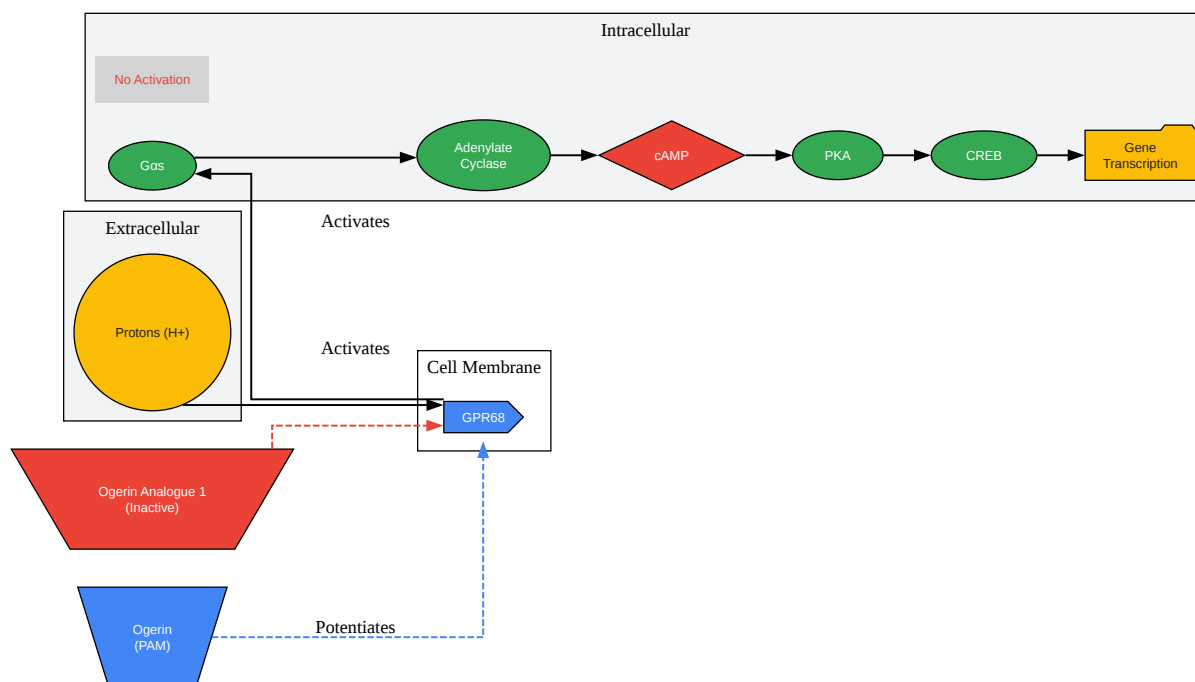 Intracellular
No Activation
Gαs
Adenylate
Cyclase
cAMP
PKA
CREB
Gene
Transcription
Activates
Extracellular
Protons (H+)
Activates
Cell Membrane
GPR68
Ogerin Analogue 1
(Inactive)
Ogerin
(PAM)
Potentiates